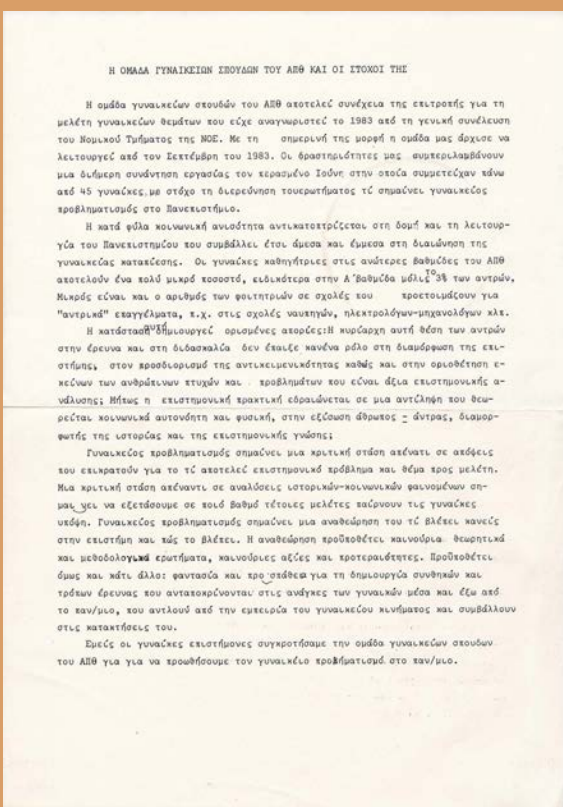 Η ΟΜΑΔΑ ΓΥΝΑΙΚΕΙΩΝ ΣΠΟΥΔΩΝ ΤΟΥ ΑΠΘ ΚΑΙ ΟΙ ΣΤΟΧΟΙ ΤΗΣ
Η ομάδα γυναικείων σπουδών του ΑΠΘ αποτελεί συνέχεια της επιτροπής για τη
μελέτη γυναικείων θεμάτων που είχε αναγνωριστεί το 1983 από τη γενική συνέλευση
του Νομικού Τμήματος της ΝΟΕ. Με τη σημερινή της μορφή η ομάδα μας άρχισε να
λειτουργεί από τον Σεπτέμβρη του 1983. Οι δραστηριότητες μας συμπεριλαμβάνουν
μια διήμερη συνάντηση εργασίας τον περασμένο Ιούνη στην οποία συμμετείχαν πάνω
από 45 γυναίκες, με στόχο τη διερεύνηση τουερωτήματος τί σημαίνει γυναικείος
προβληματισμός στο Πανεπιστήμιο.
Η κατά φύλα κοινωνική ανισότητα αντικατοπτρίζεται στη δομή και τη λειτουρ-
γία του Πανεπιστημίου που συμβάλλει έτσι άμεσα και έμμεσα στη διαιώνηση της
γυναικείας καταπίεσης. Οι γυναίκες καθηγήτριες στις ανώτερες βαθμίδες του ΑΠΘ
αποτελούν ένα πολύ μικρό ποσοστό, ειδικότερα στην Α΄βαθμίδα μόλις το 3% των αντρών.
Μικρός είναι και ο αριθμός των φοιτητριών σε σχολές που προετοιμάζουν για
"αντρικά" επαγγέλματα, π.χ. στις σχολές ναυπηγών, ηλεκτρολόγων-μηχανολόγων κλπ.
Η κατάσταση αυτή δημιουργεί ορισμένες απορίες:Η κυρίαρχη αυτή θέση των αντρών
στην έρευνα και στη διδασκαλία δεν έπαιξε κανένα ρόλο στη διαμόρφωση της επι-
στήμης, στον προσδιορισμό της αντικειμενικότητας καθώς και στην οριοθέτηση ε-
κείνων των ανθρώπινων πτυχών και προβλημάτων που είναι άξια επιστημονικής α-
νάλυσης; Μήπως η επιστημονική πρακτική εδραιώνεται σε μια αντίληψη που θεω-
ρείται κοινωνικά αυτονόητη και φυσική, στην εξίσωση άθρωπος = άντρας, διαμορ-
φωτής της ιστορίας και της επιστημονικής γνώσης;
Γυναικείος προβληματισμός σημαίνει μια κριτική στάση απένατι σε απόψεις
που επικρατούν για το τί αποτελεί επιστημονικό πρόβλημα και θέμα προς μελέτη.
Μια κριτική στάση απέναντι σε αναλύσεις ιστορικών-κοινωνικών φαινομένων ση-
μαίνει να εξετάσουμε σε ποιό βαθμό τέτοιες μελέτες παίρνουν τις γυναίκες
υπόψη. Γυναικείος προβληματισμός σημαίνει μια αναθεώρηση του τί βλέπει κανείς
στην επιστήμη και πώς το βλέπει. Η αναθεώρηση προϋποθέτει καινούρια θεωρητικά
και μεθοδολογικά ερωτήματα, καινούριες αξίες και προτεραιότητες. Προϋποθέτει
όμως και κάτι άλλο: φαντασία και προσπάθεια για τη δημιουργία συνθηκών και
τρόπων έρευνας που ανταποκρίνονται στις ανάγκες των γυναικών μέσα και έξω από
το παν/μιο, που αντλούν από την εμπειρία του γυναικείου κινήματος και συμβάλλουν
στις κατακτήσεις του.
Εμείς οι γυναίκες επιστήμονες συγκροτήσαμε την ομάδα γυναικείων σπουδων
του ΑΠΘ για για να προωθήσουμε τον γυναικείο προβληματισμό στο παν/μιο.